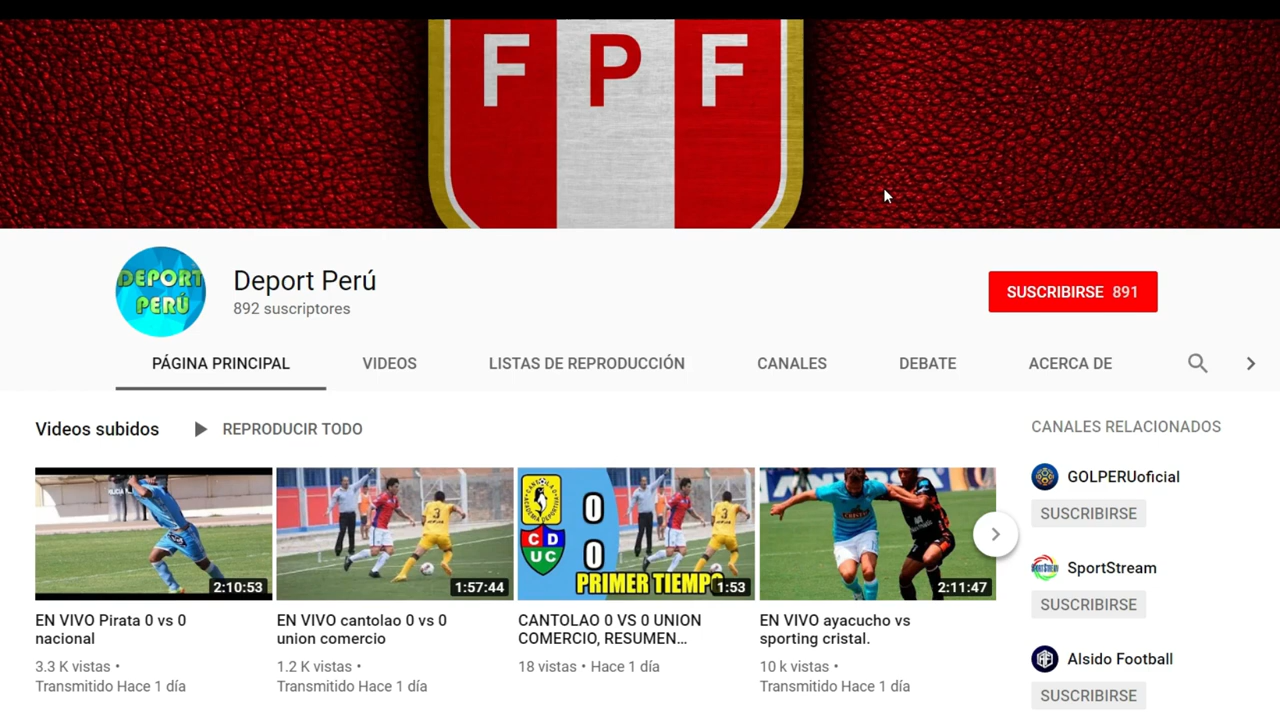 F P F
DEPORT
PERÚ
Deport Perú
892 suscriptores
SUSCRIBIRSE 891
PÁGINA PRINCIPAL
VIDEOS
LISTAS DE REPRODUCCIÓN
CANALES
DEBATE
ACERCA DE
Videos subidos
REPRODUCIR TODO
CANALES RELACIONADOS
2:10:53
1:57:44
0
0
CD
UC
PRIMER TIEMPO
1:53
2:11:47
EN VIVO Pirata 0 vs 0
nacional
3.3 K vistas •
Transmitido Hace 1 día
EN VIVO cantolao 0 vs 0
union comercio
1.2 K vistas •
Transmitido Hace 1 día
CANTOLAO 0 VS 0 UNION
COMERCIO, RESUMEN...
18 vistas • Hace 1 día
EN VIVO ayacucho vs
sporting cristal.
10 k vistas •
Transmitido Hace 1 día
GOLPERUoficial
SUSCRIBIRSE
SportStream
SUSCRIBIRSE
Alsido Football
SUSCRIBIRSE